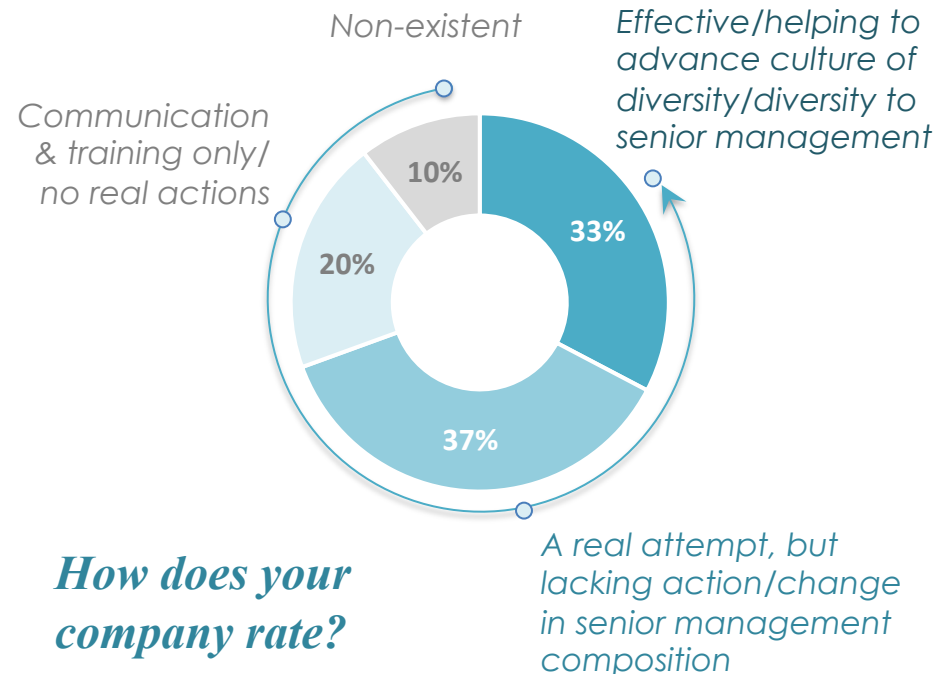 Non-existent
Effective/helping to
advance culture of
diversity/diversity to
senior management
Communication
& training only/
no real actions
10%
33%
20%
37%
A real attempt, but
lacking action/change
in senior management
composition
How does your
company rate?